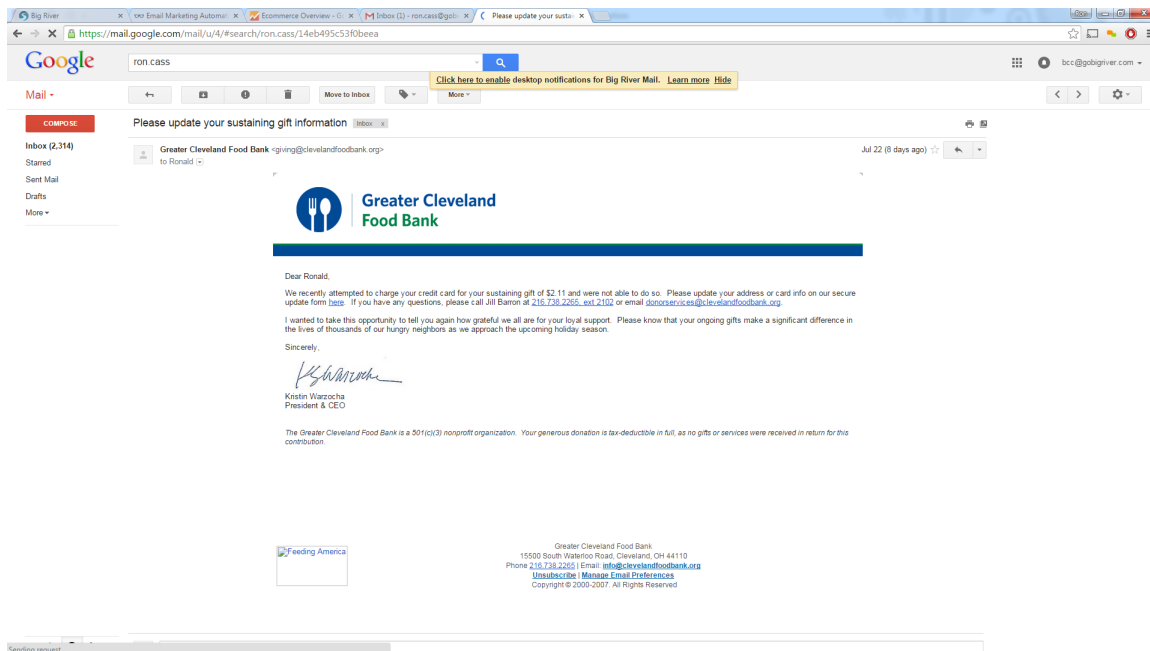 Big River
Email Marketing Automat
Ecommerce Overview - Go
Inbox (1) - ron.cass@gobi
Please update your sustai
https://mail.google.com/mail/u/4/#search/ron.cass/14eb495c53f0beea
Google
ron.cass
bcc@gobigriver.com
Click here to enable desktop notifications for Big River Mail. Learn more Hide
Mail
Move to Inbox
More
COMPOSE
Please update your sustaining gift information
Inbox x
Inbox (2,314)
Starred
Sent Mail
Drafts
More
Greater Cleveland Food Bank <giving@clevelandfoodbank.org>
to Ronald
Jul 22 (8 days ago)
Greater Cleveland
Food Bank
Dear Ronald,
We recently attempted to charge your credit card for your sustaining gift of $2.11 and were not able to do so. Please update your address or card info on our secure
update form here. If you have any questions, please call Jill Barron at 216.738.2265, ext 2102 or email donorservices@clevelandfoodbank.org.
I wanted to take this opportunity to tell you again how grateful we all are for your loyal support. Please know that your ongoing gifts make a significant difference in
the lives of thousands of our hungry neighbors as we approach the upcoming holiday season.
Sincerely,
Kristin Warzocha
President & CEO
The Greater Cleveland Food Bank is a 501(c)(3) nonprofit organization. Your generous donation is tax-deductible in full, as no gifts or services were received in return for this
contribution.
Feeding America
Greater Cleveland Food Bank
15500 South Waterloo Road, Cleveland, OH 44110
Phone 216.738.2265 | Email: info@clevelandfoodbank.org
Unsubscribe | Manage Email Preferences
Copyright © 2000-2007. All Rights Reserved
Sending request